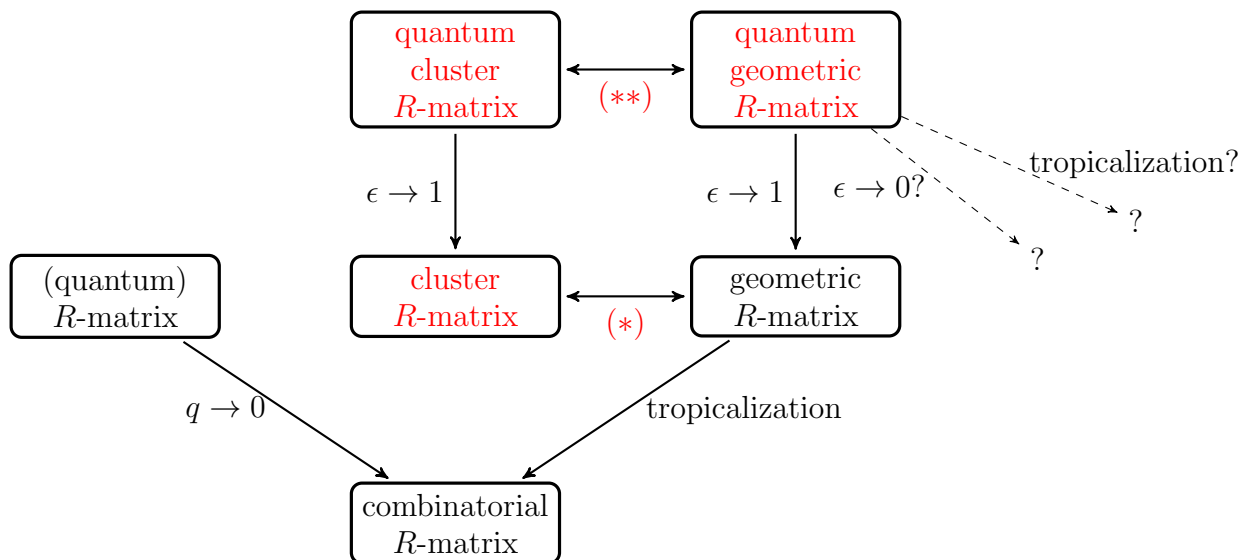 quantum
cluster
R-matrix
(**)
quantum
geometric
R-matrix
tropicalization?
ϵ → 1
ϵ → 1
ϵ → 0?
?
?
(quantum)
R-matrix
cluster
R-matrix
(*)
geometric
R-matrix
q → 0
tropicalization
combinatorial
R-matrix